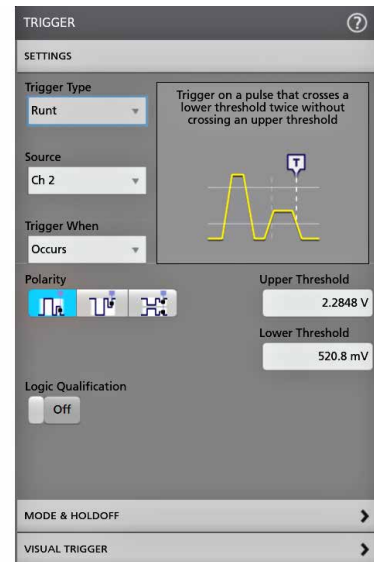 TRIGGER
?
SETTINGS
Trigger Type
Runt
Trigger on a pulse that crosses a
lower threshold twice without
crossing an upper threshold
T
Source
Ch 2
Trigger When
Occurs
Polarity
Upper Threshold
2.2848 V
Lower Threshold
520.8 mV
Logic Qualification
Off
MODE & HOLDOFF
VISUAL TRIGGER